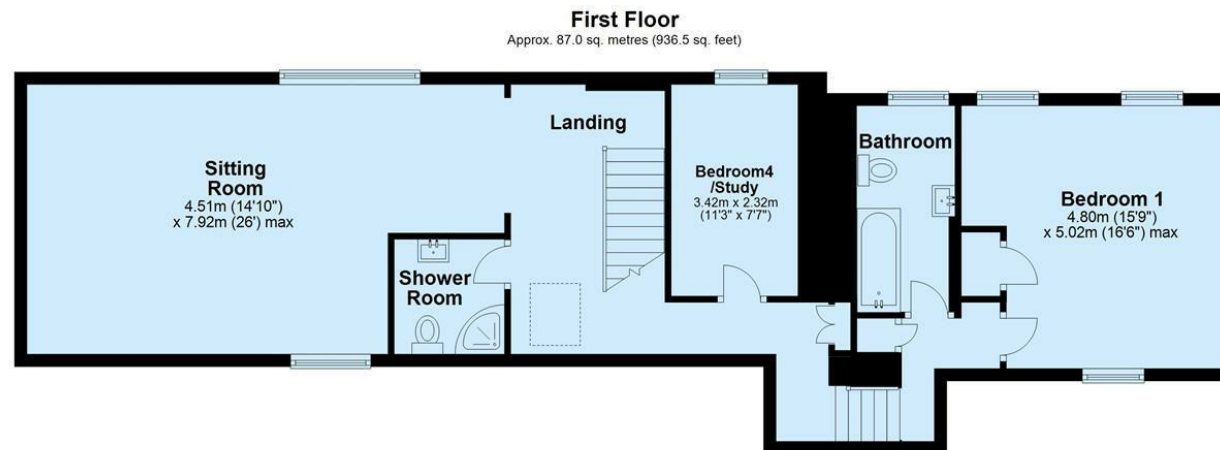 First Floor
Approx. 87.0 sq. metres (936.5 sq. feet)
Sitting
Room
4.51m (14'10")
x 7.92m (26') max
Landing
Shower
Room
Bedroom4
/Study
3.42m x 2.32m
(11'3" x 7'7")
Bathroom
Bedroom 1
4.80m (15'9")
x 5.02m (16'6") max